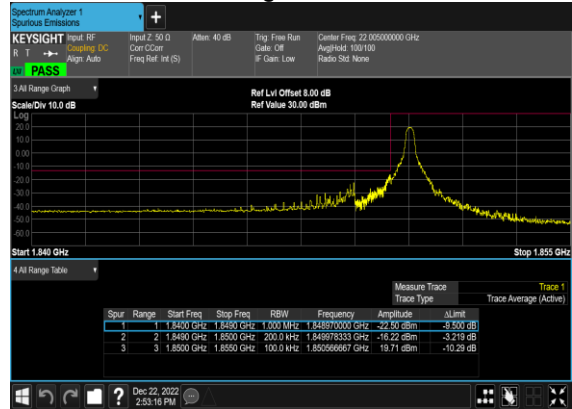 Spectrum Analyzer 1
Spurious Emissions
KEYSIGHT Input: RF Input Z: 50 Ω Atten: 40 dB Trig: Free Run Center Freq: 22.005000000 GHz
R T Coupling: DC Corr CCorr Gate: Off Avg|Hold: 100/100
Align: Auto Freq Ref: Int (S) IF Gain: Low Radio Std: None
PASS
3 All Range Graph
Ref Lvl Offset 8.00 dB
Scale/Div 10.0 dB Ref Value 30.00 dBm
Log
20.0
10.0
0.00
-10.0
-20.0
-30.0
-40.0
-50.0
-60.0
Start 1.840 GHz Stop 1.855 GHz
4 All Range Table
Measure Trace Trace 1
Trace Type Trace Average (Active)
Spur Range Start Freq Stop Freq RBW Frequency Amplitude ΔLimit
1 1 1.8400 GHz 1.8490 GHz 1.000 MHz 1.848970000 GHz -22.50 dBm -9.500 dB
2 2 1.8490 GHz 1.8500 GHz 200.0 kHz 1.849978333 GHz -16.22 dBm -3.219 dB
3 3 1.8500 GHz 1.8550 GHz 100.0 kHz 1.850566667 GHz 19.71 dBm -10.29 dB
? Dec 22, 2022
2:53:16 PM